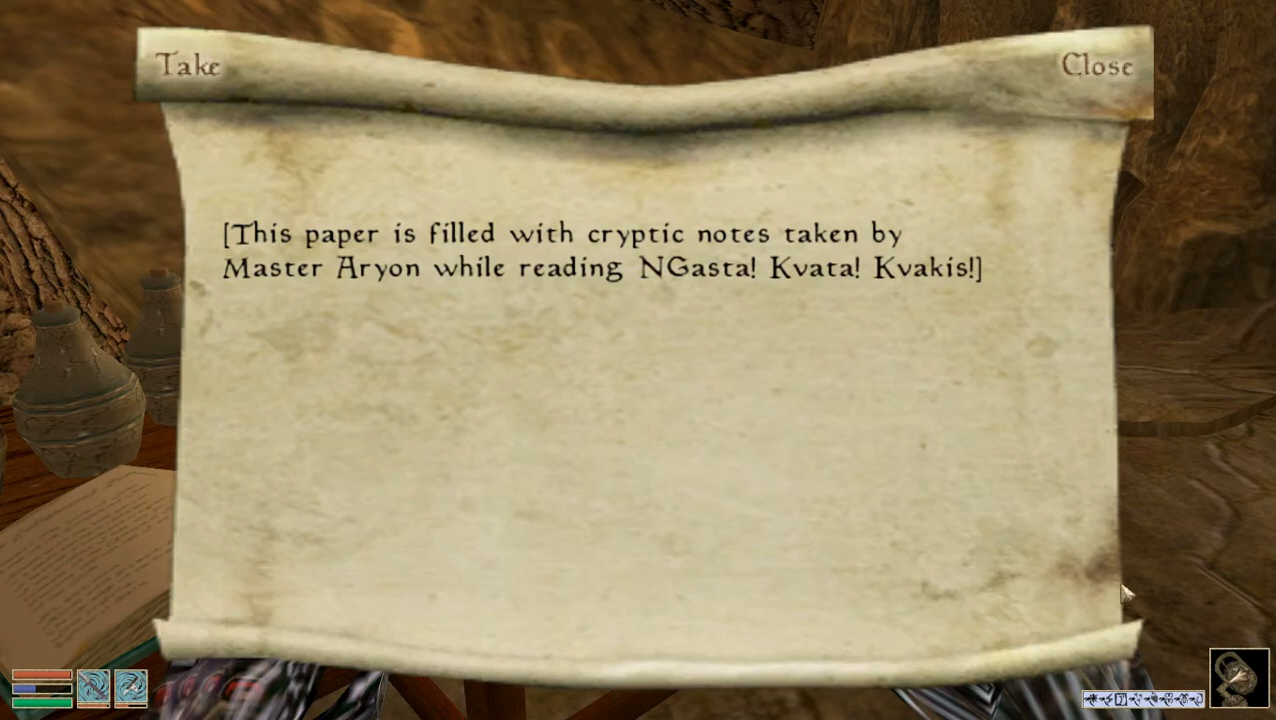 Take
Close
[This paper is filled with cryptic notes taken by
Master Aryon while reading NGasta! Kvata! Kvakis!]